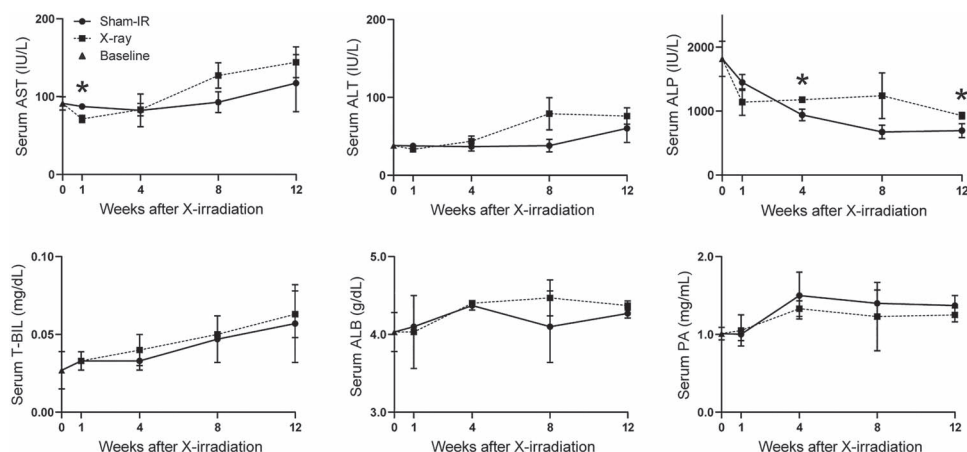 Sham-IR
X-ray
Baseline
Serum AST (IU/L)
200
100
0
*
0 1 4 8 12
Weeks after X-irradiation
Serum ALT (IU/L)
200
100
0
0 1 4 8 12
Weeks after X-irradiation
Serum ALP (IU/L)
2000
1000
0
* *
0 1 4 8 12
Weeks after X-irradiation
Serum T-BIL (mg/dL)
0.10
0.05
0.00
0 1 4 8 12
Weeks after X-irradiation
Serum ALB (g/dL)
5.0
4.0
3.0
0 1 4 8 12
Weeks after X-irradiation
Serum PA (mg/mL)
2.0
1.0
0.0
0 1 4 8 12
Weeks after X-irradiation